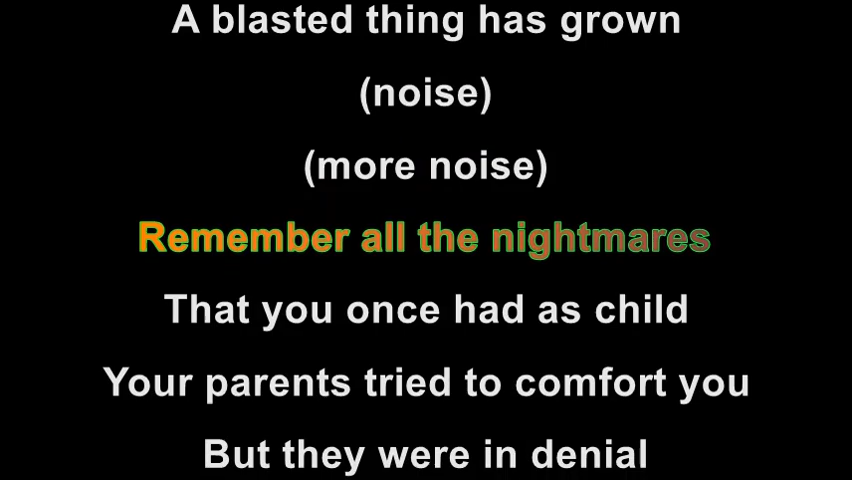 A blasted thing has grown
(noise)
(more noise)
Remember all the nightmares
That you once had as child
Your parents tried to comfort you
But they were in denial